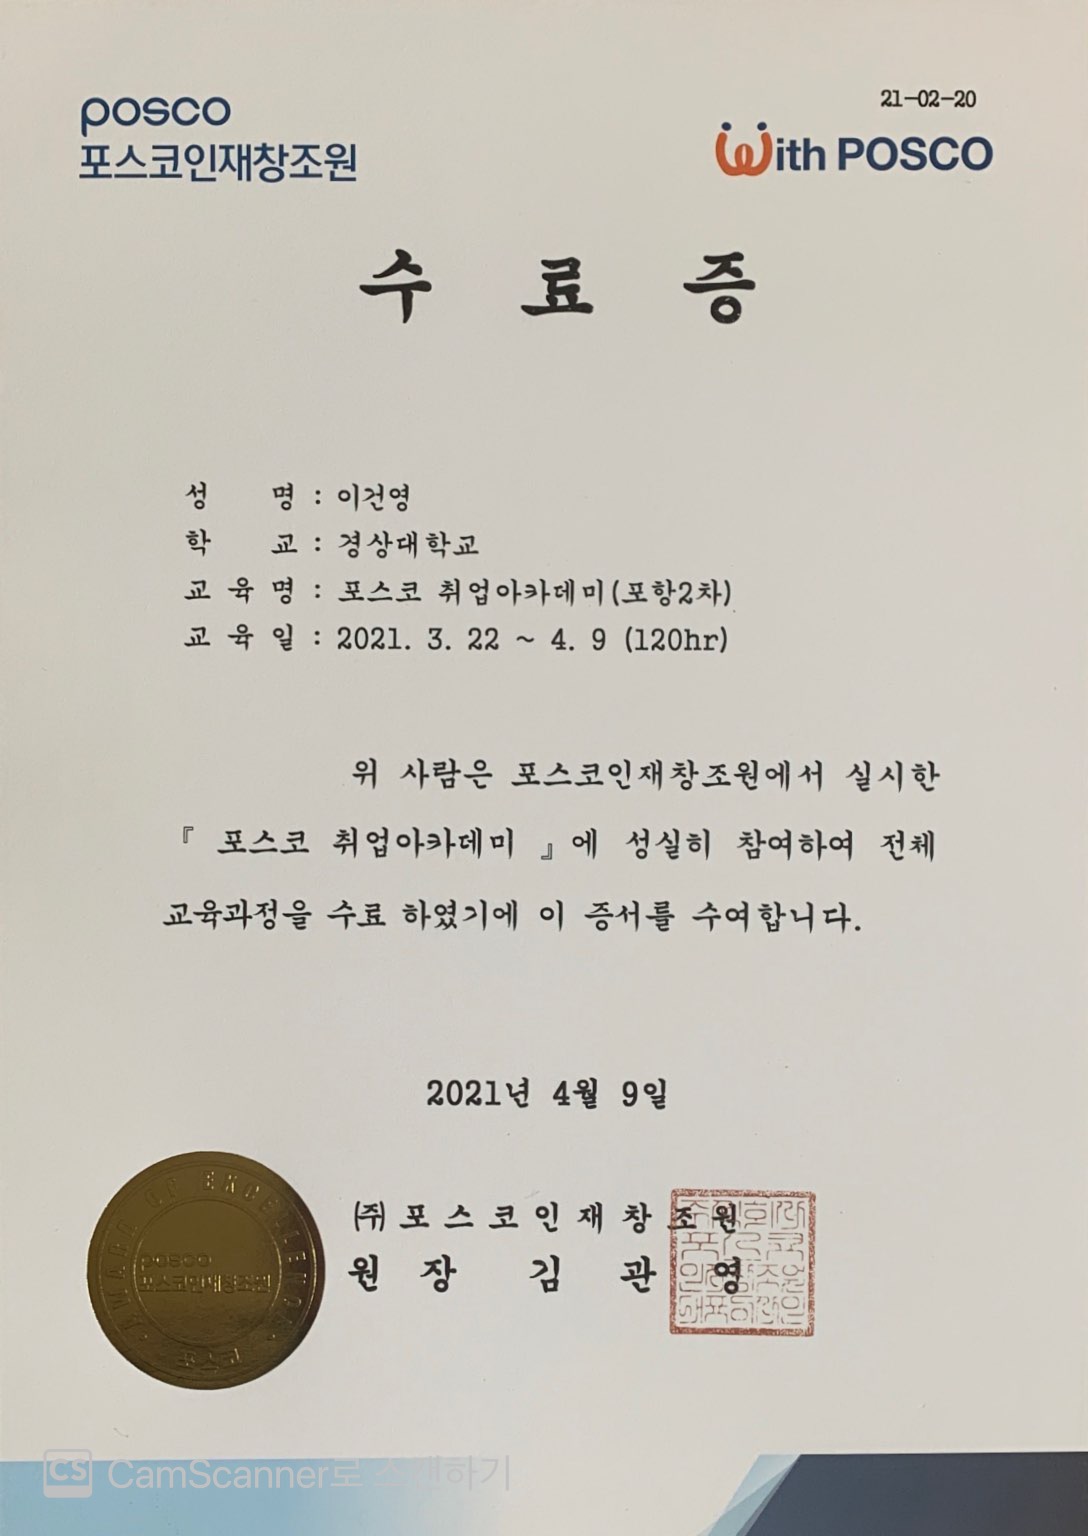 posco
포스코인재창조원
21-02-20
With POSCO
수 료 증
성 명 : 이건영
학 교 : 경상대학교
교 육 명 : 포스코 취업아카데미(포항2차)
교 육 일 : 2021. 3. 22 ~ 4. 9 (120hr)
위 사람은 포스코인재창조원에서 실시한
『 포스코 취업아카데미 』에 성실히 참여하여 전체
교육과정을 수료 하였기에 이 증서를 수여합니다.
2021년 4월 9일
㈜포스코인재창조원
원 장 김 관 영
AWARD OF EXCELLENCE
posco
포스코인재창조원
포스코
CS CamScanner로 스캔하기